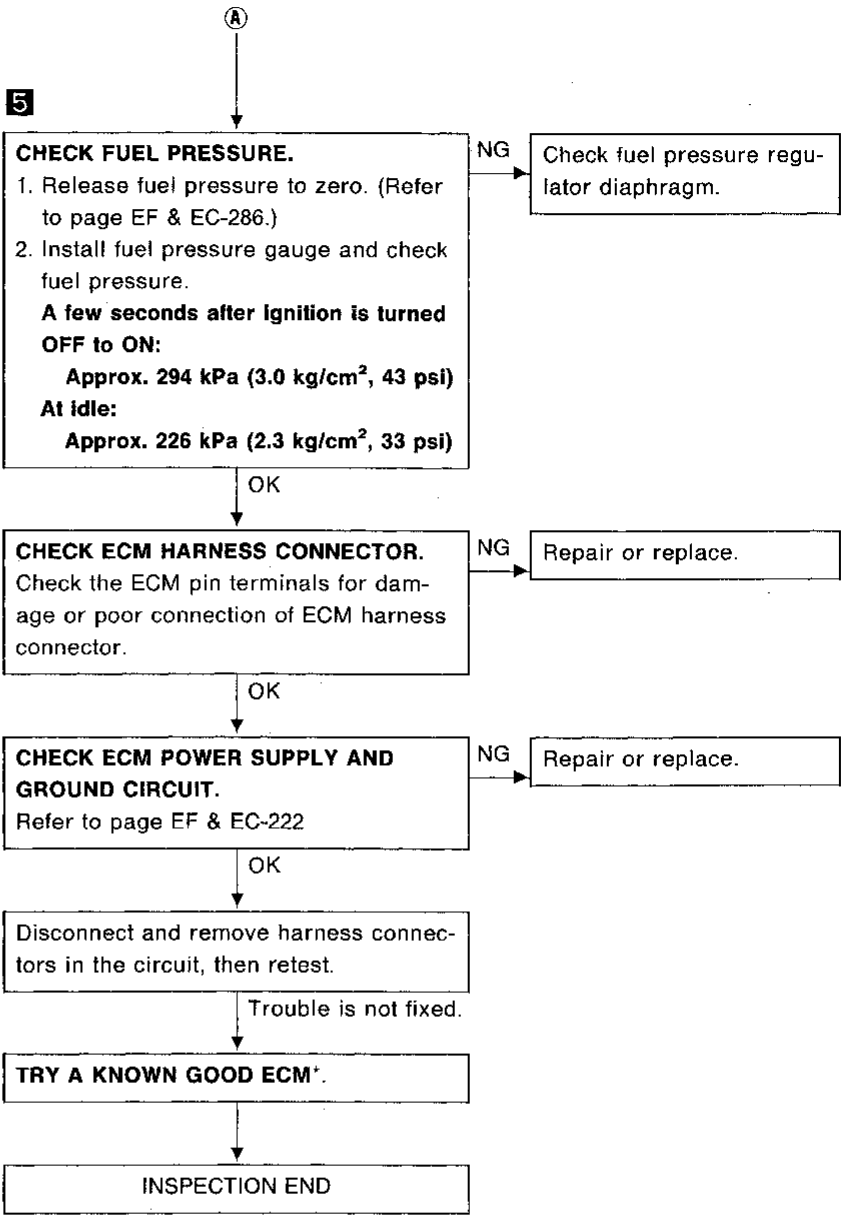 Ⓐ
5
CHECK FUEL PRESSURE.
1. Release fuel pressure to zero. (Refer
to page EF & EC-286.)
2. Install fuel pressure gauge and check
fuel pressure.
A few seconds after ignition is turned
OFF to ON:
Approx. 294 kPa (3.0 kg/cm², 43 psi)
At idle:
Approx. 226 kPa (2.3 kg/cm², 33 psi)
NG
Check fuel pressure regu-
lator diaphragm.
OK
CHECK ECM HARNESS CONNECTOR.
Check the ECM pin terminals for dam-
age or poor connection of ECM harness
connector.
NG
Repair or replace.
OK
CHECK ECM POWER SUPPLY AND
GROUND CIRCUIT.
Refer to page EF & EC-222
NG
Repair or replace.
OK
Disconnect and remove harness connec-
tors in the circuit, then retest.
Trouble is not fixed.
TRY A KNOWN GOOD ECM*.
INSPECTION END